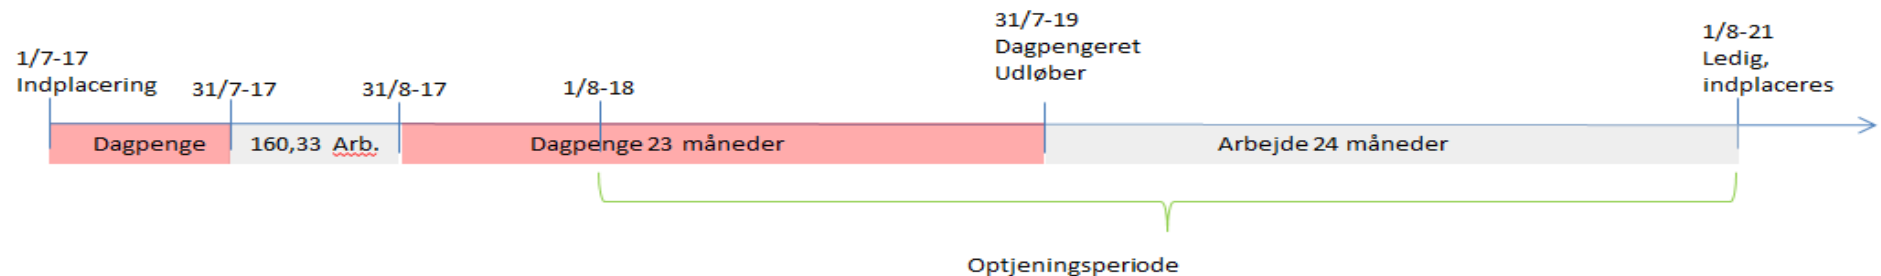 1/7-17
Indplacering
31/7-17
31/8-17
1/8-18
31/7-19
Dagpengeret
Udløber
1/8-21
Ledig,
indplaceres
Dagpenge
160,33 Arb.
Dagpenge 23 måneder
Arbejde 24 måneder
Optjeningsperiode